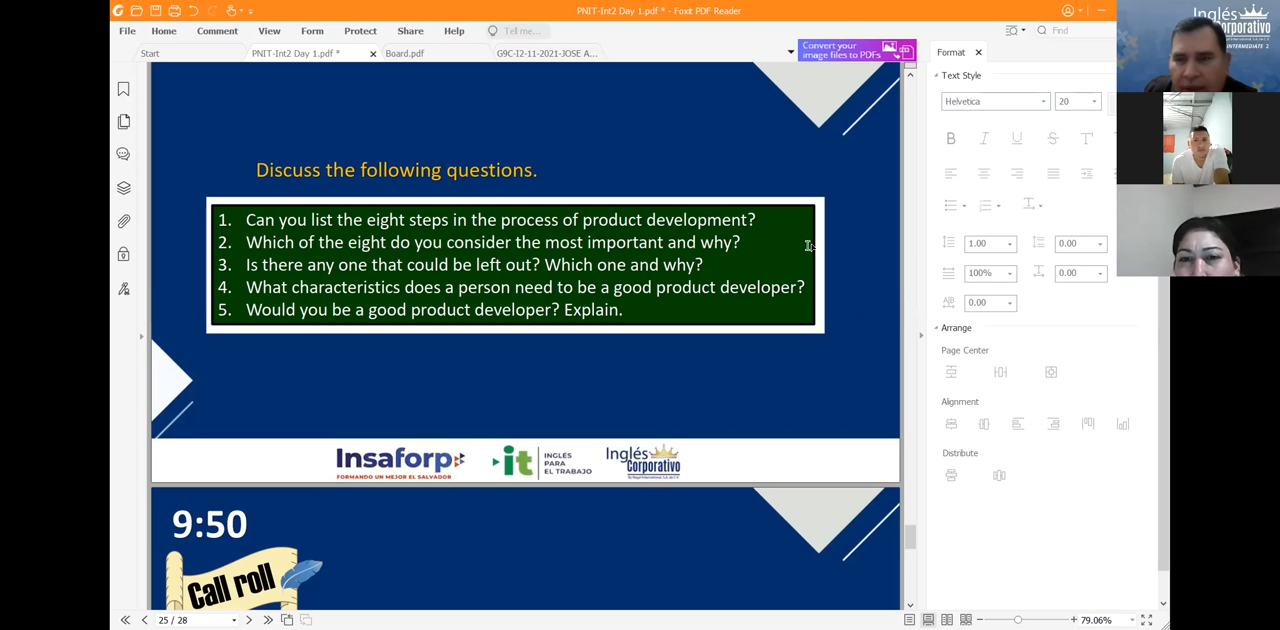 PNIT-Int2 Day 1.pdf * - Foxit PDF Reader
File Home Comment View Form Protect Share Help Tell me... Find
Start PNIT-Int2 Day 1.pdf * Board.pdf G9C-I2-11-2021-JOSE A...
Convert your
image files to PDFs
Format
Text Style
Helvetica 20
B I U S T
1.00 0.00
100% 0.00
0.00
Arrange
Page Center
Alignment
Distribute
Discuss the following questions.
1. Can you list the eight steps in the process of product development?
2. Which of the eight do you consider the most important and why?
3. Is there any one that could be left out? Which one and why?
4. What characteristics does a person need to be a good product developer?
5. Would you be a good product developer? Explain.
Insaforp
FORMANDO UN MEJOR EL SALVADOR
it
INGLÉS
PARA
EL TRABAJO
Inglés
Corporativo
9:50
Call roll
25 / 28
79.06%
Inglés
Corporativo
INTERMEDIATE 2